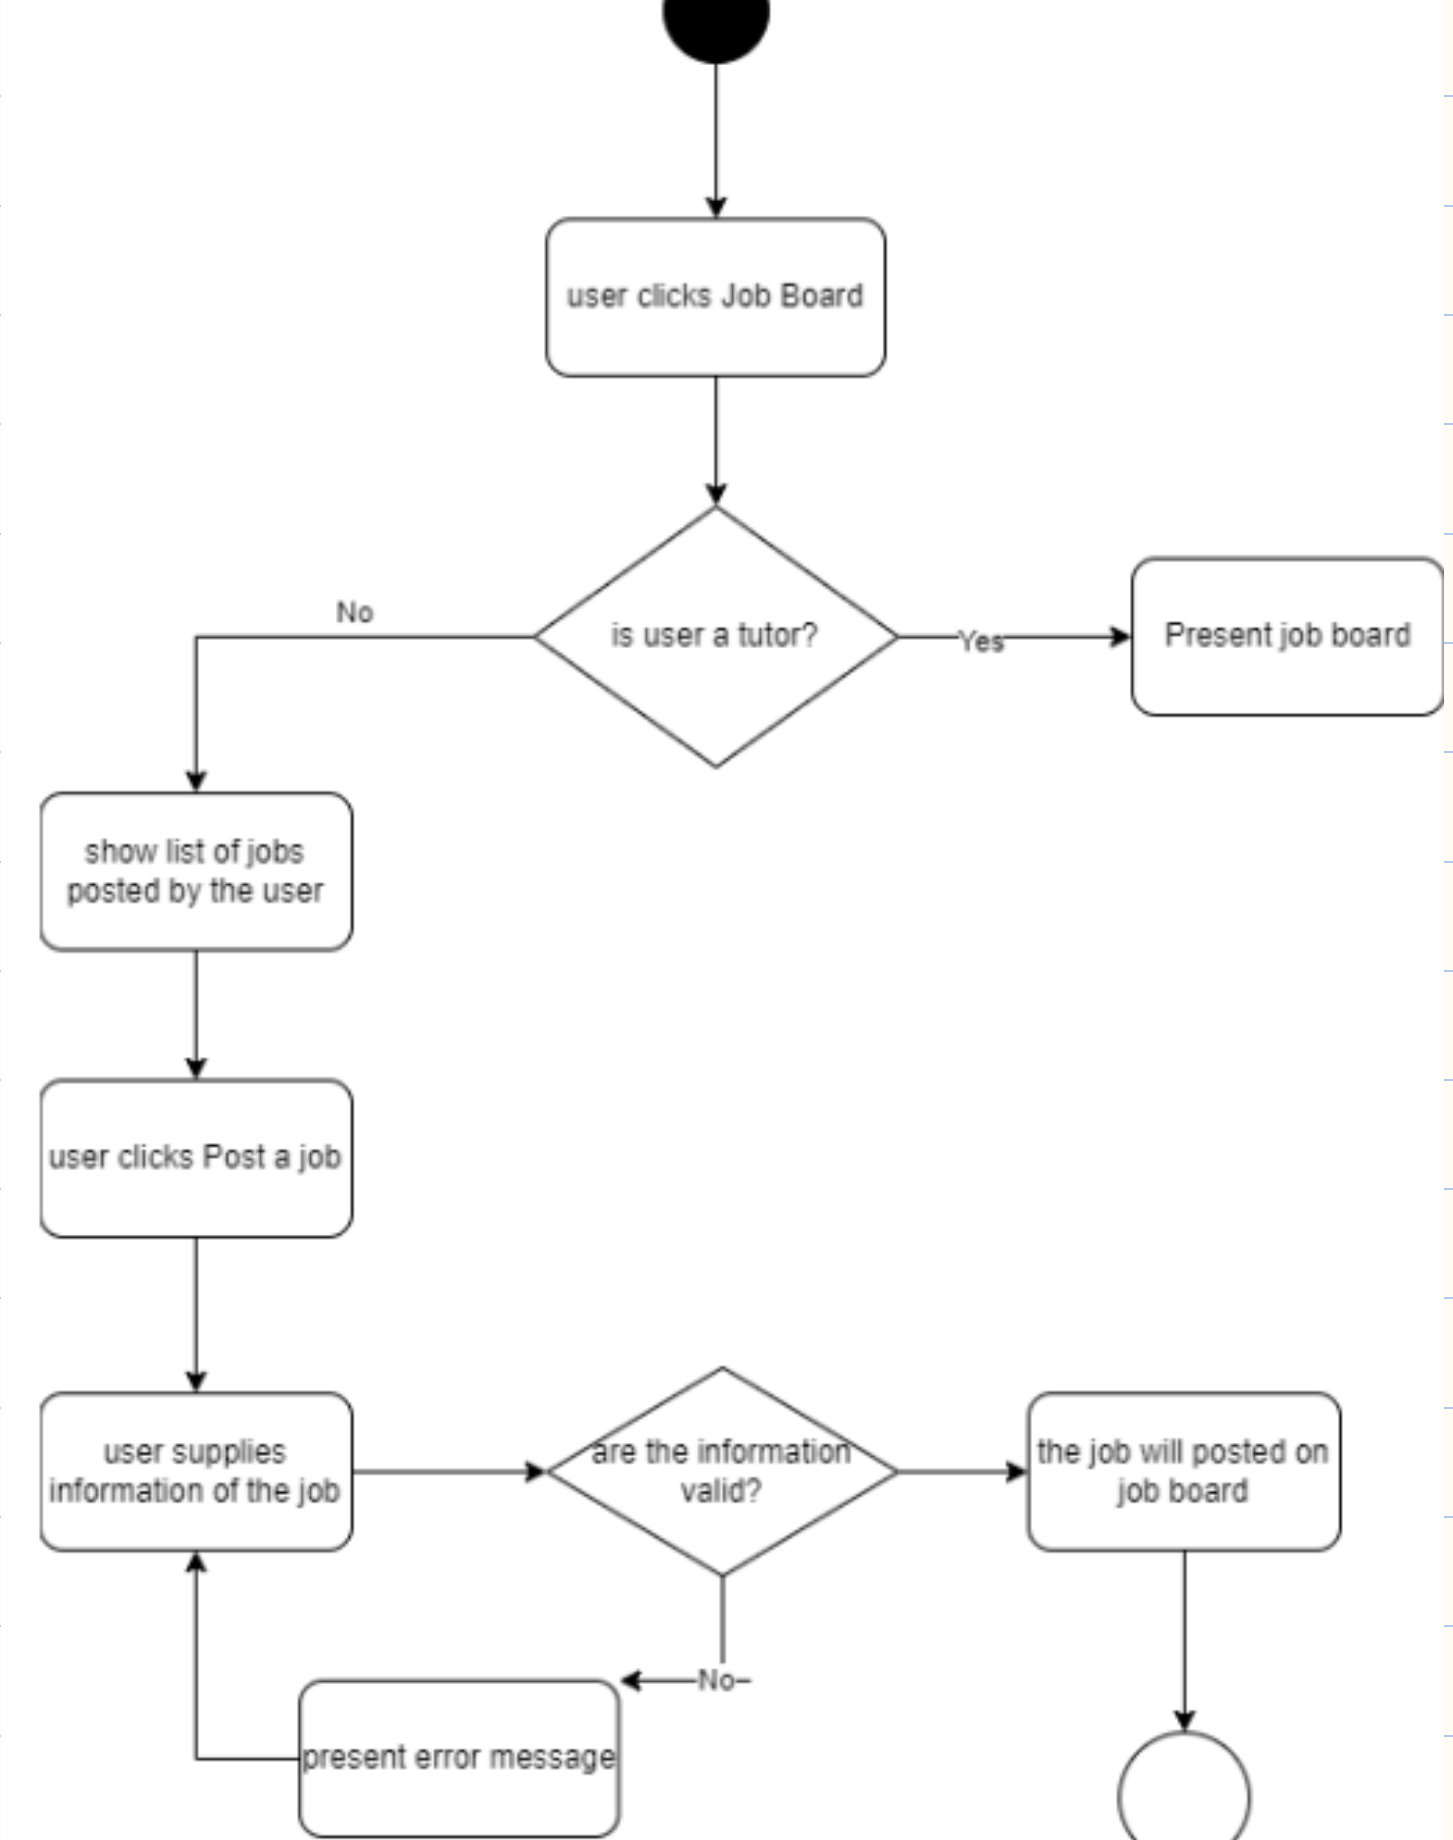 user clicks Job Board
No
is user a tutor?
Yes
Present job board
show list of jobs
posted by the user
user clicks Post a job
user supplies
information of the job
are the information
valid?
the job will posted on
job board
No
present error message